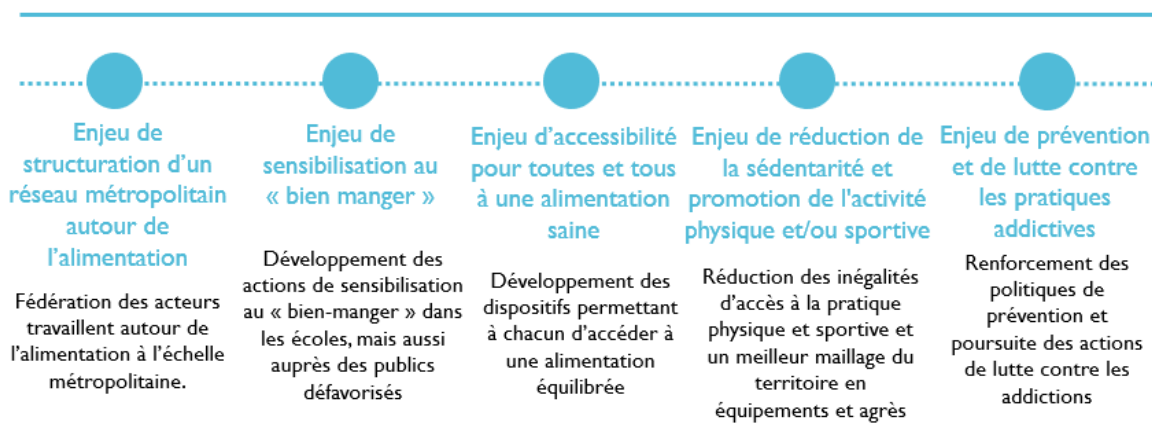 Enjeu de
structuration d'un
réseau métropolitain
autour de
l'alimentation
Fédération des acteurs
travaillent autour de
l'alimentation à l'échelle
métropolitaine.
Enjeu de
sensibilisation au
« bien manger »
Développement des
actions de sensibilisation
au « bien-manger » dans
les écoles, mais aussi
auprès des publics
défavorisés
Enjeu d'accessibilité
pour toutes et tous
à une alimentation
saine
Développement des
dispositifs permettant
à chacun d'accéder à
une alimentation
équilibrée
Enjeu de réduction de
la sédentarité et
promotion de l'activité
physique et/ou sportive
Réduction des inégalités
d'accès à la pratique
physique et sportive et
un meilleur maillage du
territoire en
équipements et agrès
Enjeu de prévention
et de lutte contre
les pratiques
addictives
Renforcement des
politiques de
prévention et
poursuite des actions
de lutte contre les
addictions